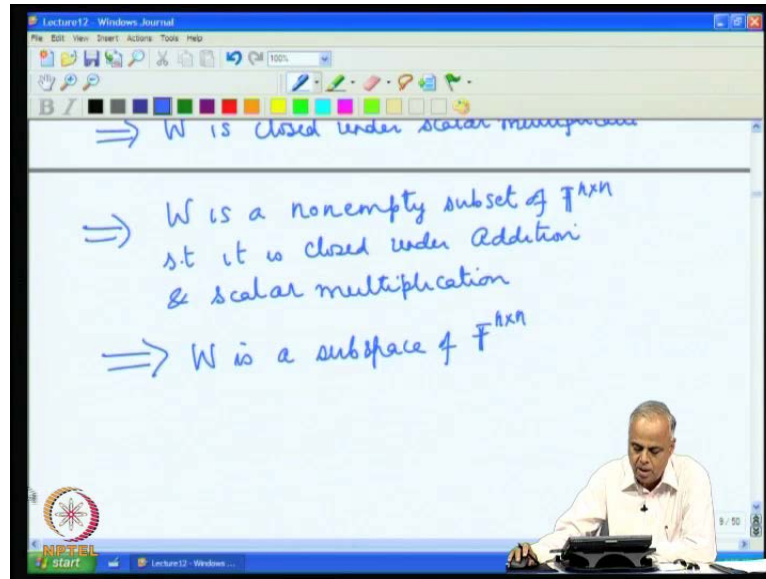 Lecture12 - Windows Journal
File Edit View Insert Actions Tools Help
100%
B I
⟹ W is closed under scalar multiplicatio
⟹ W is a nonempty subset of F^{n×n}
s.t it is closed under Addition
& scalar multiplication
⟹ W is a subspace of F^{n×n}
9 / 50
NPTEL
start Lecture12 - Windows ...